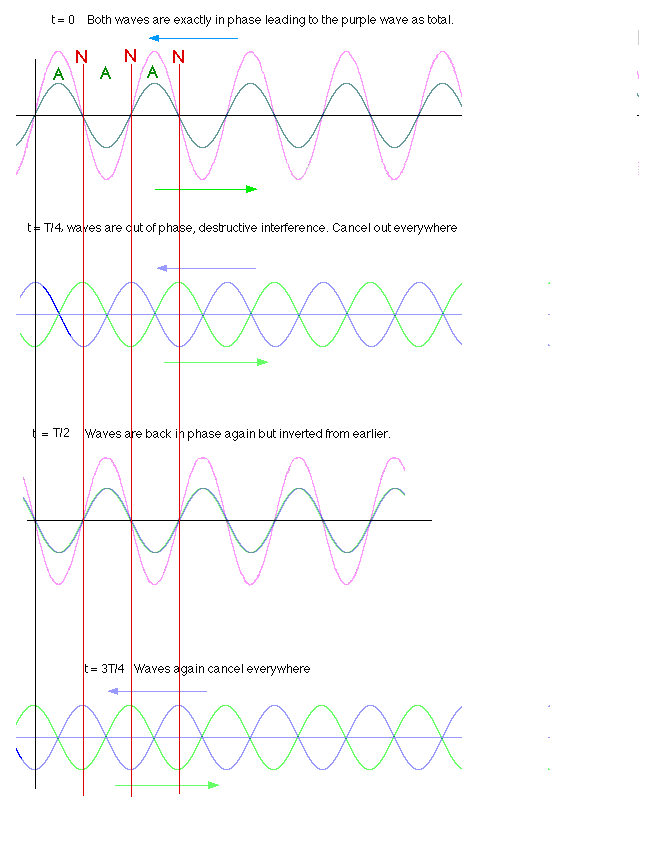 t = 0 Both waves are exactly in phase leading to the purple wave as total.
N N N
A A A
t = T/4, waves are out of phase, destructive interference. Cancel out everywhere
t = T/2 Waves are back in phase again but inverted from earlier.
t = 3T/4 Waves again cancel everywhere